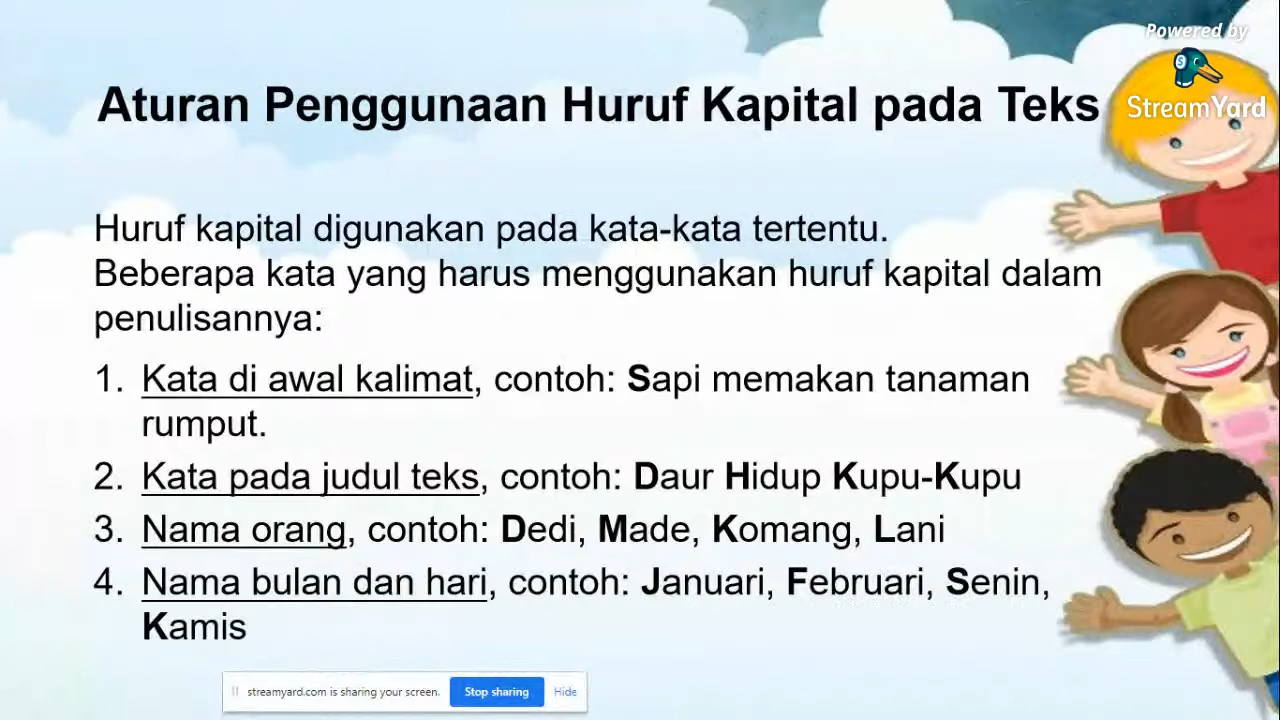 Powered by
StreamYard
Aturan Penggunaan Huruf Kapital pada Teks
Huruf kapital digunakan pada kata-kata tertentu.
Beberapa kata yang harus menggunakan huruf kapital dalam
penulisannya:
1. Kata di awal kalimat, contoh: Sapi memakan tanaman
rumput.
2. Kata pada judul teks, contoh: Daur Hidup Kupu-Kupu
3. Nama orang, contoh: Dedi, Made, Komang, Lani
4. Nama bulan dan hari, contoh: Januari, Februari, Senin,
Kamis
streamyard.com is sharing your screen. Stop sharing Hide